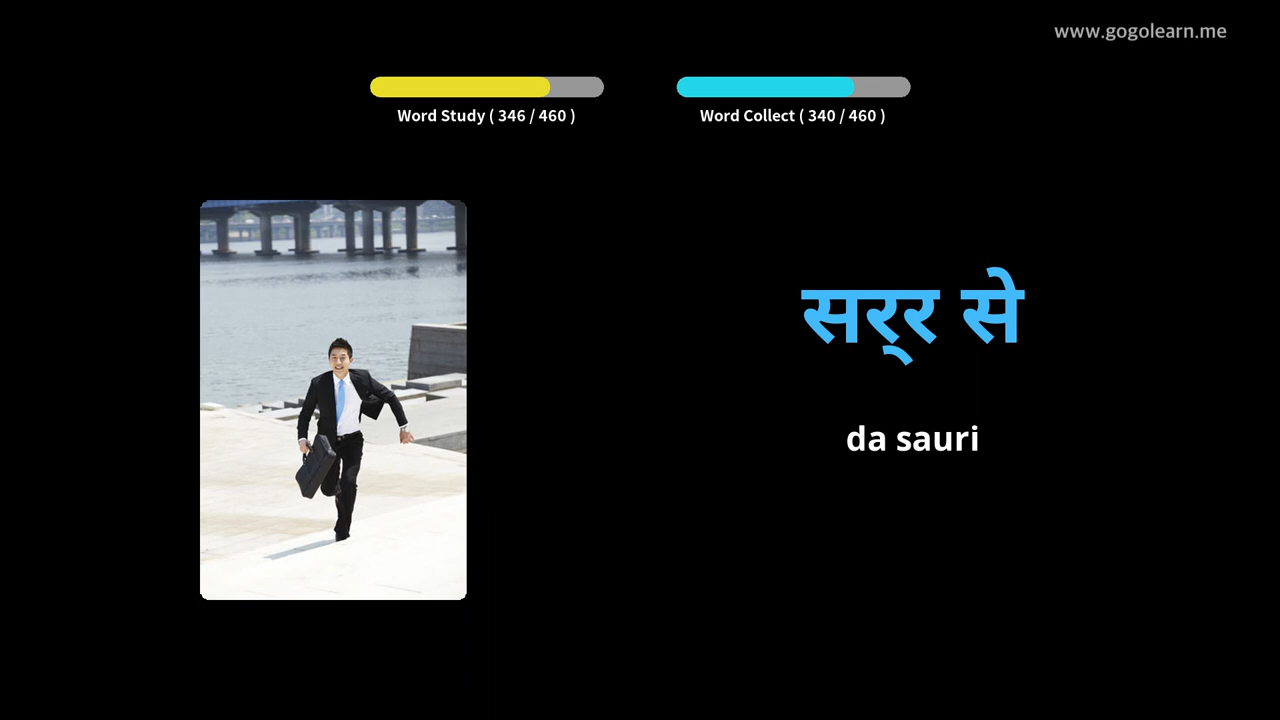 www.gogolearn.me
Word Study ( 346 / 460 )
Word Collect ( 340 / 460 )
सर्‌र से
da sauri